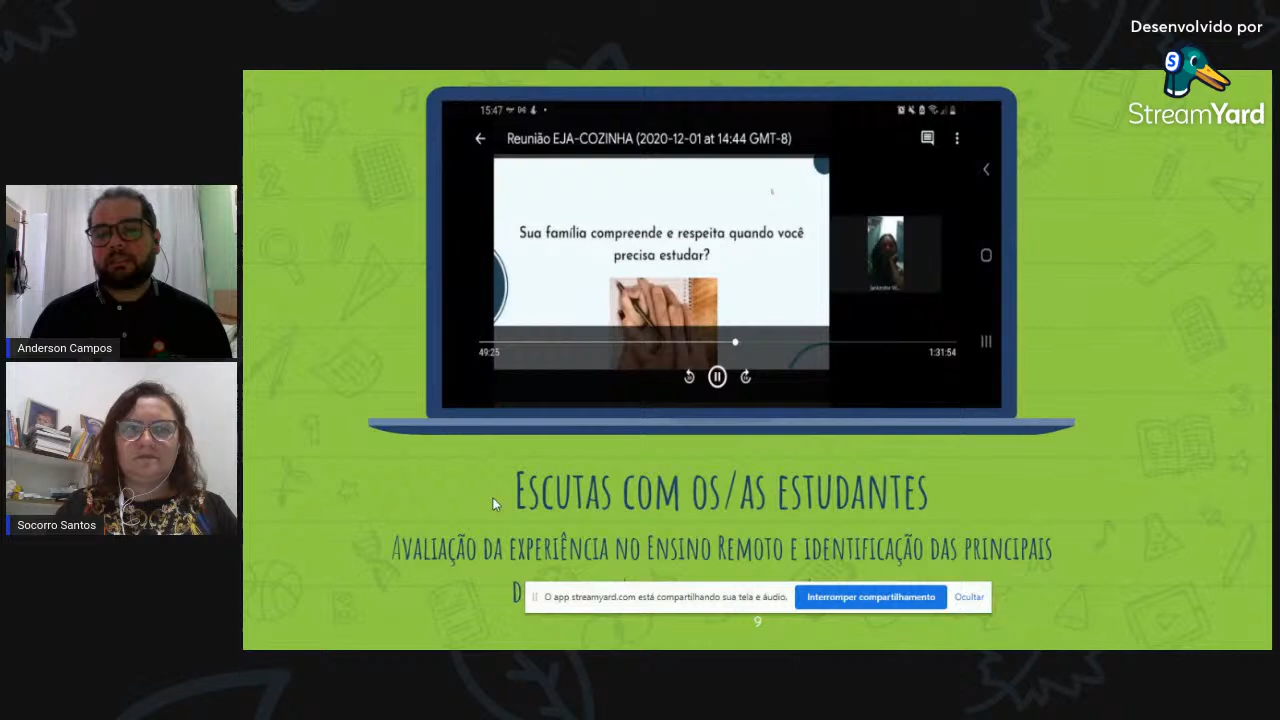 Desenvolvido por
StreamYard
15:47
Reunião EJA-COZINHA (2020-12-01 at 14:44 GMT-8)
Sua família compreende e respeita quando você
precisa estudar?
49:25
1:31:54
Anderson Campos
Socorro Santos
Escutas com os/as estudantes
Avaliação da experiência no Ensino Remoto e identificação das principais
D
O app streamyard.com está compartilhando sua tela e áudio.
Interromper compartilhamento
Ocultar
9